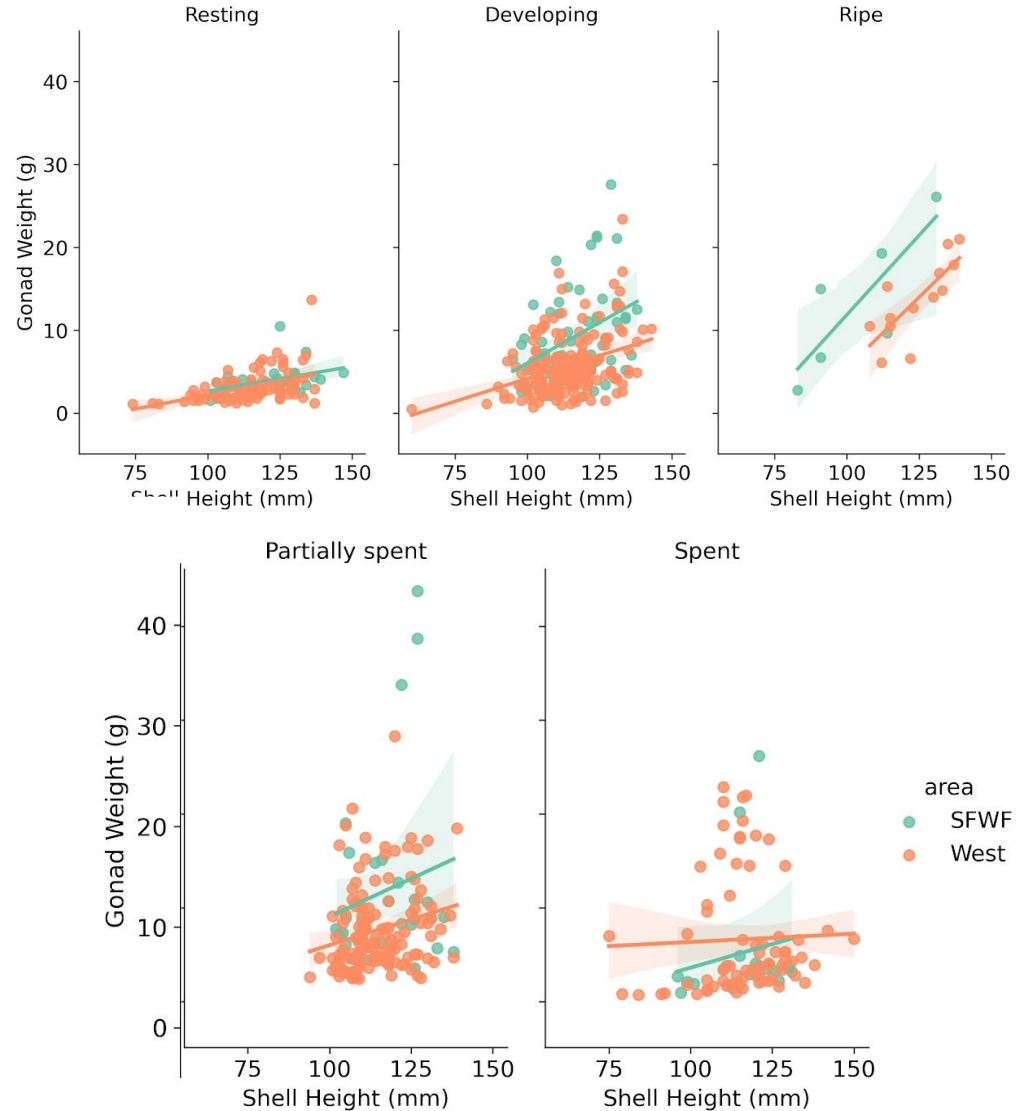 Resting Developing Ripe
40
30
20
10
0
Gonad Weight (g)
75 100 125 150 75 100 125 150 75 100 125 150
Shell Height (mm) Shell Height (mm) Shell Height (mm)
Partially spent Spent
40
30
20
10
0
Gonad Weight (g)
area
SFWF
West
75 100 125 150 75 100 125 150
Shell Height (mm) Shell Height (mm)